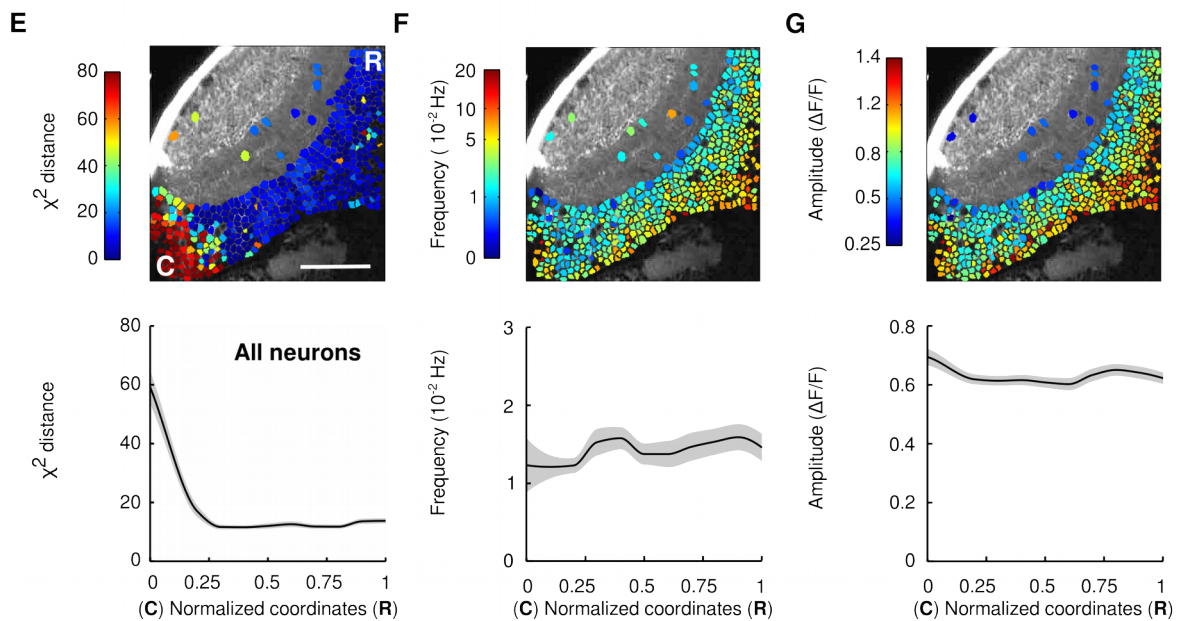 E
F
G
χ² distance
80
60
40
20
0
R
C
Frequency (10⁻² Hz)
20
10
5
1
0
Amplitude (ΔF/F)
1.4
1.2
0.8
0.5
0.25
χ² distance
80
60
40
20
0
All neurons
0 0.25 0.5 0.75 1
(C) Normalized coordinates (R)
Frequency (10⁻² Hz)
3
2
1
0
0 0.25 0.5 0.75 1
(C) Normalized coordinates (R)
Amplitude (ΔF/F)
0.8
0.6
0.4
0.2
0
0 0.25 0.5 0.75 1
(C) Normalized coordinates (R)